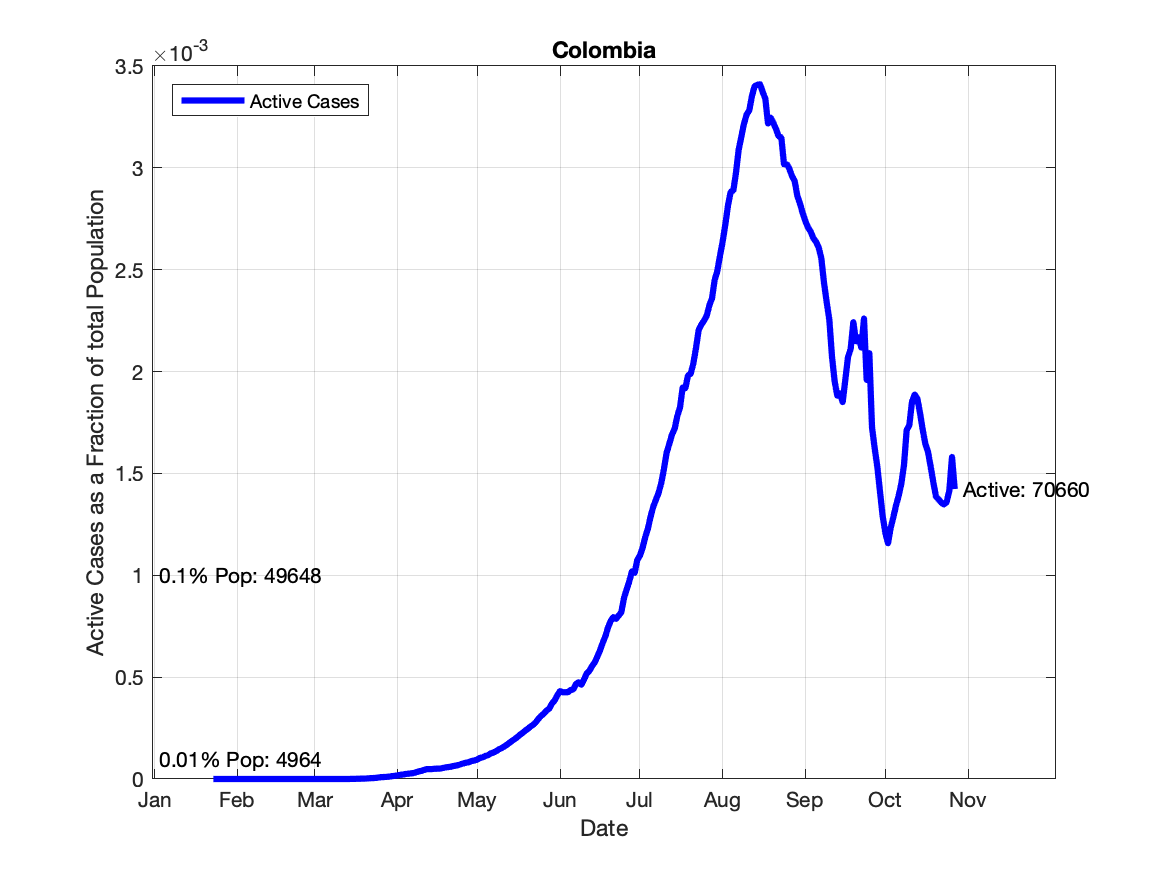 Colombia
×10-3
3.5
3
2.5
2
1.5
1
0.5
0
Active Cases as a Fraction of total Population
Active Cases
Active: 70660
0.1% Pop: 49648
0.01% Pop: 4964
Jan Feb Mar Apr May Jun Jul Aug Sep Oct Nov
Date